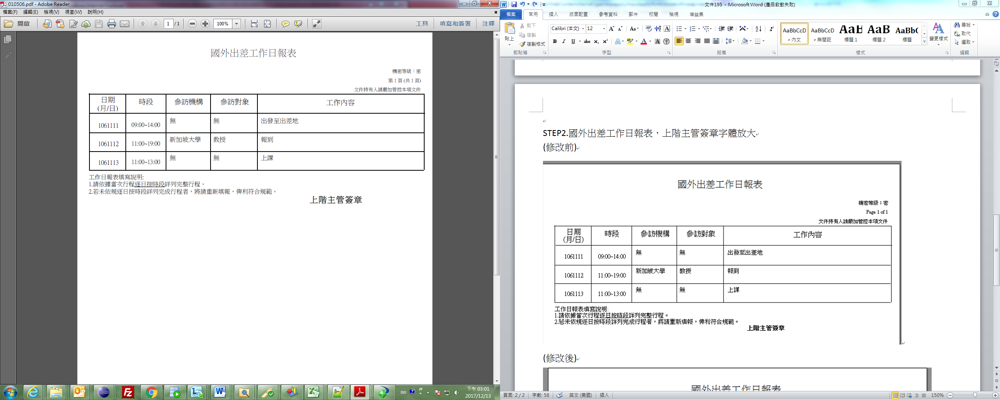 010506.pdf - Adobe Reader
檔案(F) 編輯(E) 檢視(V) 視窗(W) 說明(H)
開啟
1 / 1
100%
工具
填寫和簽署
注釋
國外出差工作日報表
機密等級：密
第 1 頁 (共 1 頁)
文件持有人請嚴加管控本項文件
日期 (月/日) 時段 參訪機構 參訪對象 工作內容
1061111 09:00~14:00 無 無 出發至出差地
1061112 11:00~19:00 新加坡大學 教授 報到
1061113 11:00~13:00 無 無 上課
工作日報表填寫說明:
1.請依據當次行程逐日按時段詳列完整行程。
2.若未依規逐日按時段詳列完成行程者，將請重新填報，俾利符合規範。
上階主管簽章
下午 03:01
2017/12/13
文件195 - Microsoft Word (產品啟動失敗)
檔案 常用 插入 版面配置 參考資料 郵件 校閱 檢視 增益集
貼上
剪下
複製
複製格式
剪貼簿
Calibri (本文) 12
字型
段落
AaBbCcD AaBbCcD AaB AaB AaBb(
內文 無間距 標題 1 標題 2 標題
變更樣式
樣式
尋找
取代
選取
編輯
STEP2.國外出差工作日報表，上階主管簽章字體放大
(修改前)
國外出差工作日報表
機密等級：密
Page 1 of 1
文件持有人請嚴加管控本項文件
日期 (月/日) 時段 參訪機構 參訪對象 工作內容
1061111 09:00~14:00 無 無 出發至出差地
1061112 11:00~19:00 新加坡大學 教授 報到
1061113 11:00~13:00 無 無 上課
工作日報表填寫說明:
1.請依據當次行程逐日按時段詳列完整行程。
2.若未依規逐日按時段詳列完成行程者，將請重新填報，俾利符合規範。
上階主管簽章
(修改後)
國外出差工作日報表
頁面: 2 / 2 字數: 58 英文 (美國) 插入
150%